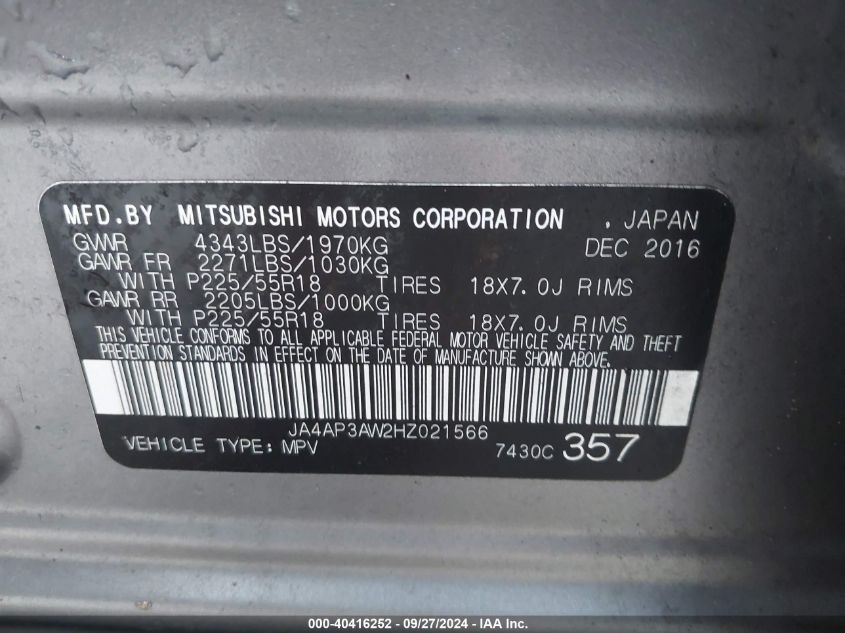 MFD.BY MITSUBISHI MOTORS CORPORATION , JAPAN
GVWR 4343LBS/1970KG DEC 2016
GAWR FR 2271LBS/1030KG
WITH P225/55R18 TIRES 18X7.0J RIMS
GAWR RR 2205LBS/1000KG
WITH P225/55R18 TIRES 18X7.0J RIMS
THIS VEHICLE CONFORMS TO ALL APPLICABLE FEDERAL MOTOR VEHICLE SAFETY AND THEFT
PREVENTION STANDARDS IN EFFECT ON THE DATE OF MANUFACTURE SHOWN ABOVE.
JA4AP3AW2HZ021566
VEHICLE TYPE: MPV 7430C 357
000-40416252 - 09/27/2024 - IAA Inc.